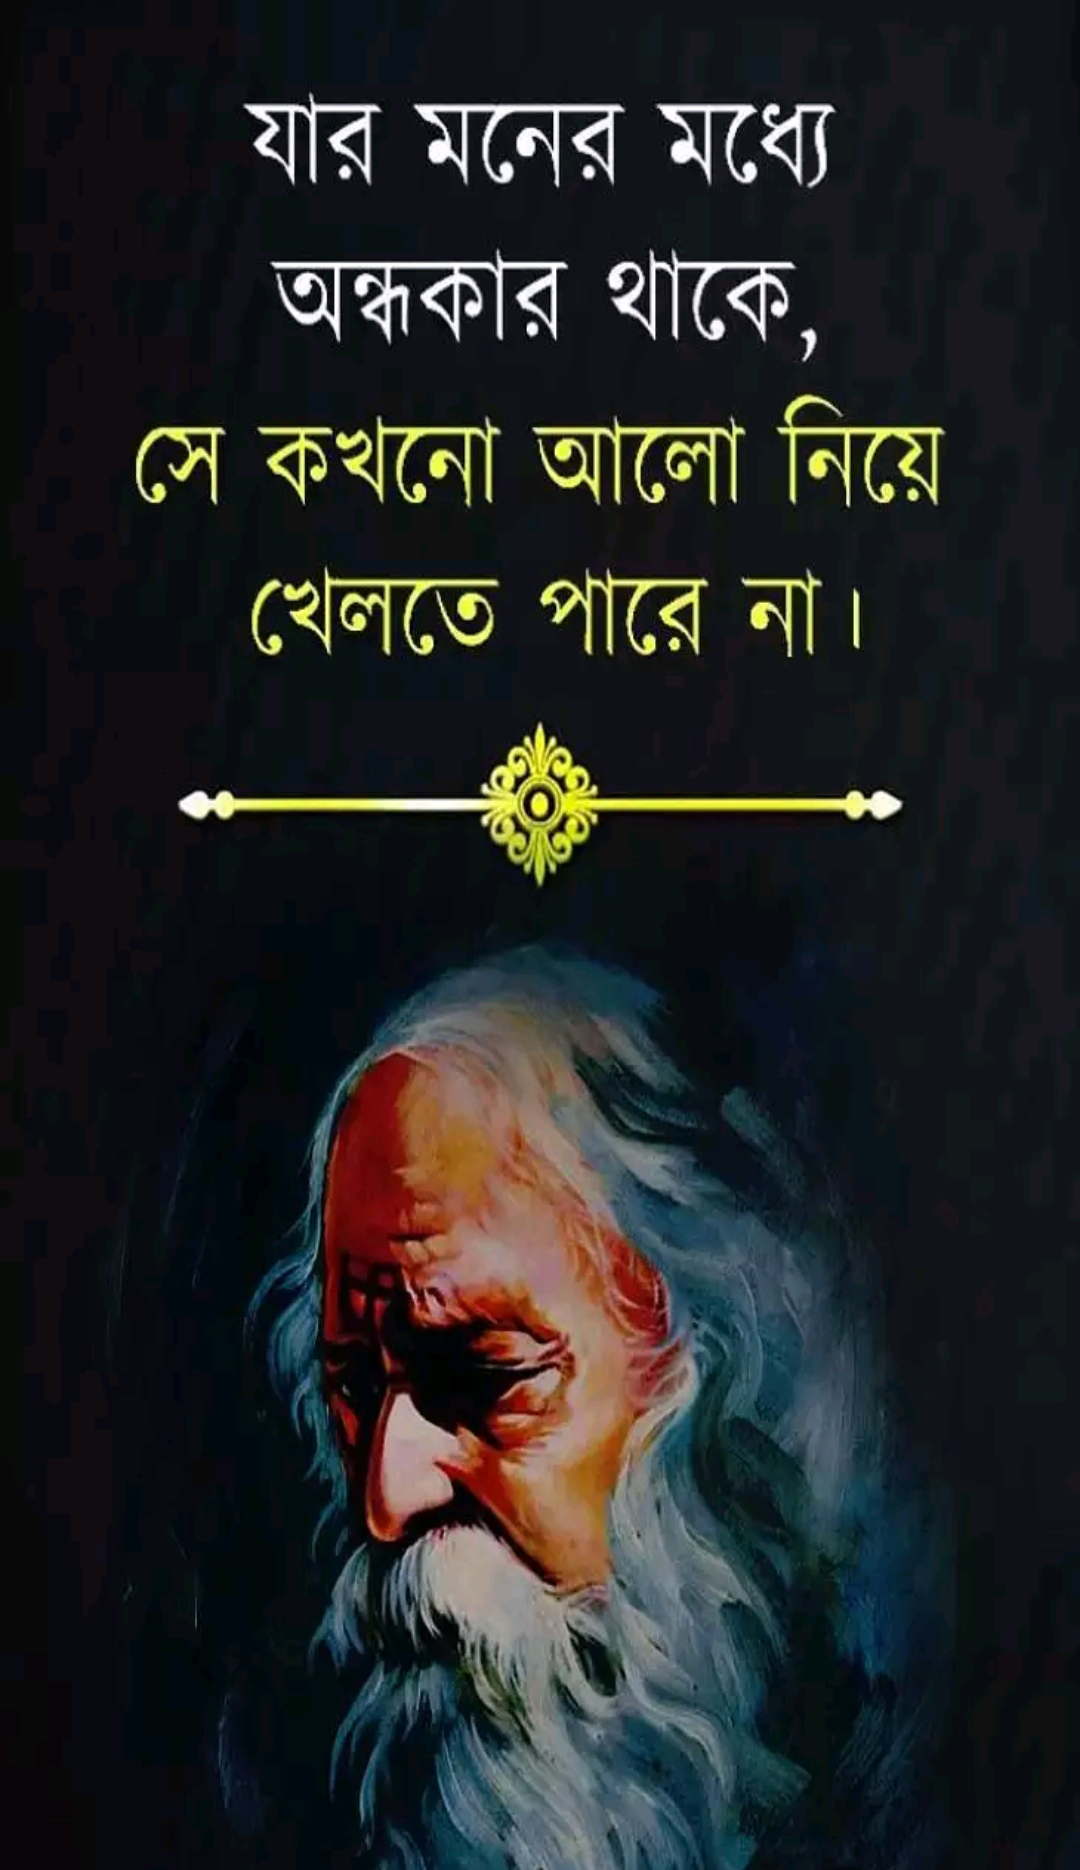 যার মনের মধ্যে
অন্ধকার থাকে,
সে কখনো আলো নিয়ে
খেলতে পারে না।